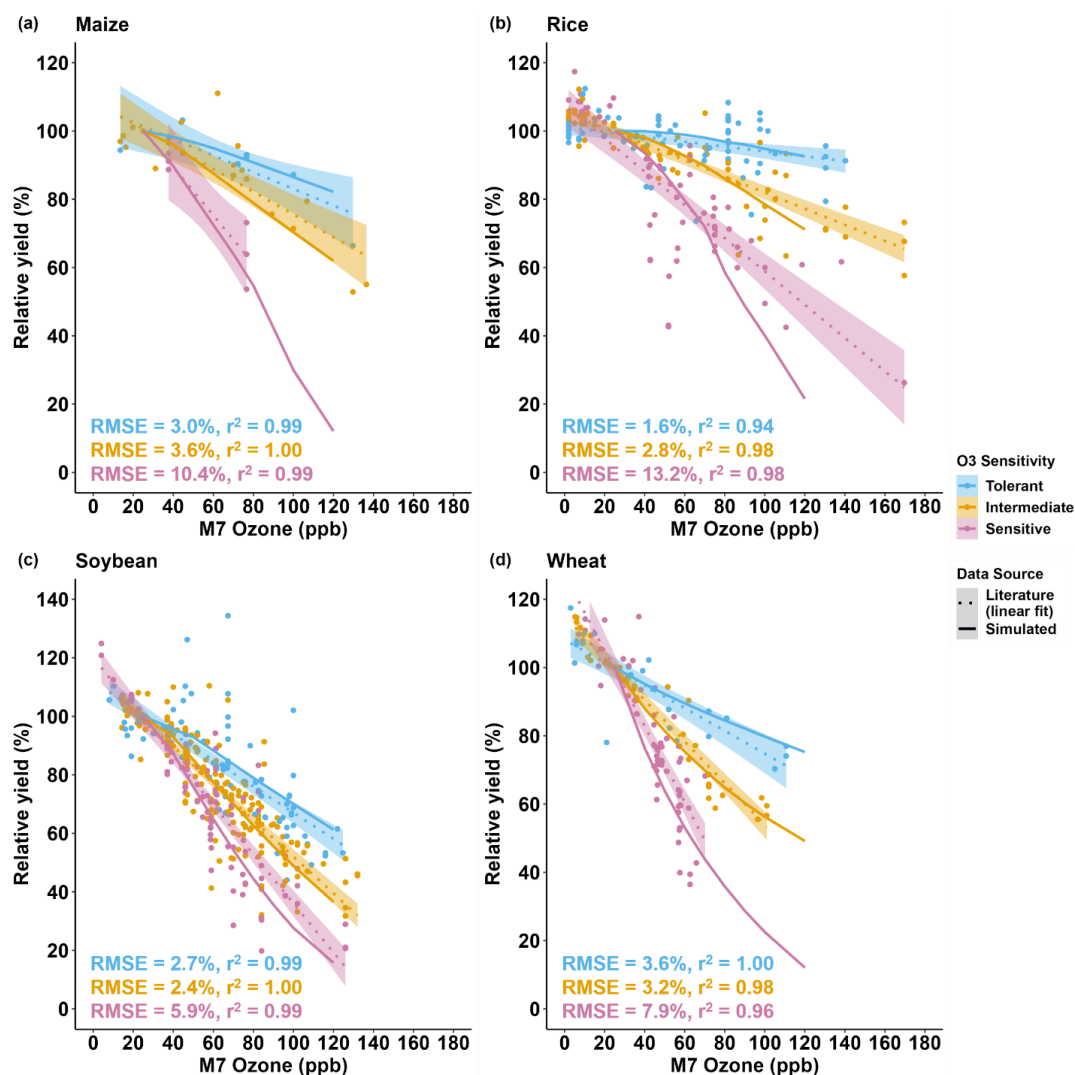 (a) Maize
Relative yield (%)
120
100
80
60
40
20
0
RMSE = 3.0%, r² = 0.99
RMSE = 3.6%, r² = 1.00
RMSE = 10.4%, r² = 0.99
0 20 40 60 80 100 120 140 160 180
M7 Ozone (ppb)
(b) Rice
Relative yield (%)
120
100
80
60
40
20
0
RMSE = 1.6%, r² = 0.94
RMSE = 2.8%, r² = 0.98
RMSE = 13.2%, r² = 0.98
0 20 40 60 80 100 120 140 160 180
M7 Ozone (ppb)
O3 Sensitivity
Tolerant
Intermediate
Sensitive
Data Source
Literature
(linear fit)
Simulated
(c) Soybean
Relative yield (%)
140
120
100
80
60
40
20
0
RMSE = 2.7%, r² = 0.99
RMSE = 2.4%, r² = 1.00
RMSE = 5.9%, r² = 0.99
0 20 40 60 80 100 120 140 160 180
M7 Ozone (ppb)
(d) Wheat
Relative yield (%)
120
100
80
60
40
20
0
RMSE = 3.6%, r² = 1.00
RMSE = 3.2%, r² = 0.98
RMSE = 7.9%, r² = 0.96
0 20 40 60 80 100 120 140 160 180
M7 Ozone (ppb)